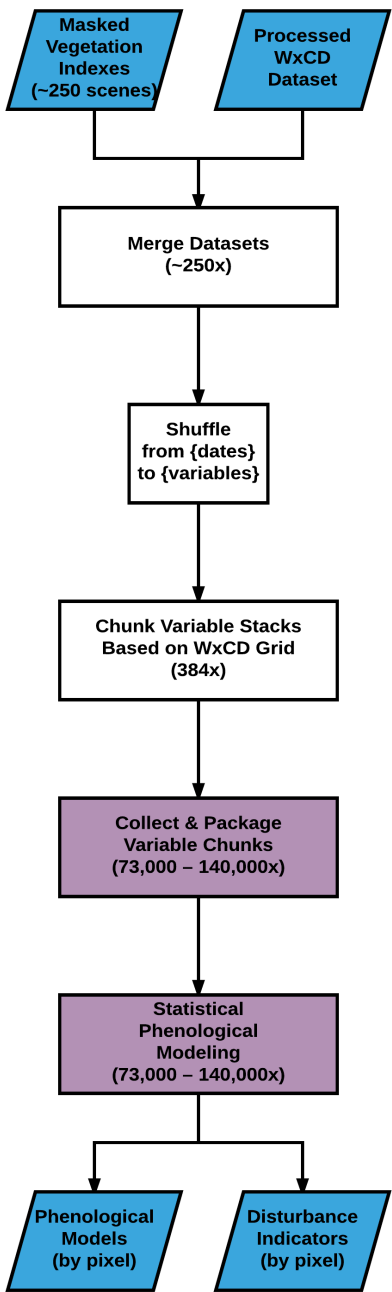 Masked
Vegetation
Indexes
(~250 scenes)
Processed
WxCD
Dataset
Merge Datasets
(~250x)
Shuffle
from {dates}
to {variables}
Chunk Variable Stacks
Based on WxCD Grid
(384x)
Collect & Package
Variable Chunks
(73,000 – 140,000x)
Statistical
Phenological
Modeling
(73,000 – 140,000x)
Phenological
Models
(by pixel)
Disturbance
Indicators
(by pixel)